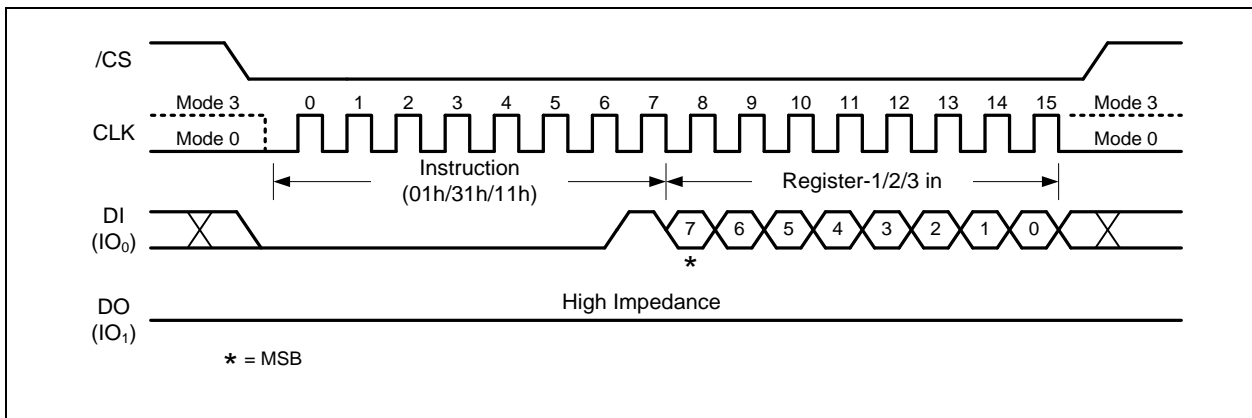 /CS
Mode 3 0 1 2 3 4 5 6 7 8 9 10 11 12 13 14 15 Mode 3
CLK
Mode 0 Mode 0
Instruction
(01h/31h/11h)
Register-1/2/3 in
DI
(IO₀)
7 6 5 4 3 2 1 0
*
High Impedance
DO
(IO₁)
* = MSB